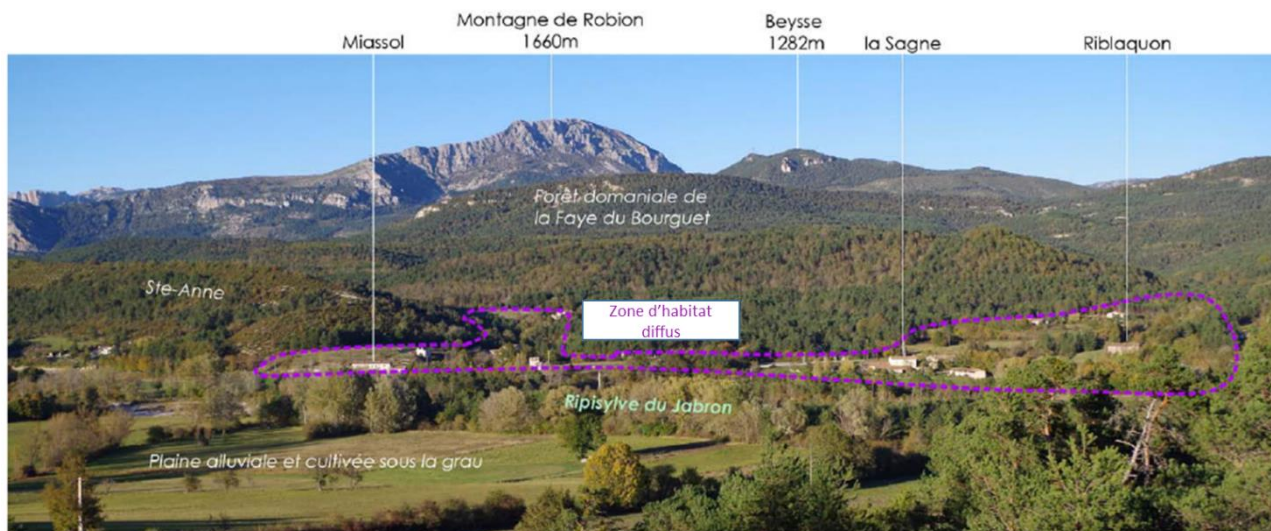 Miassol
Montagne de Robion
1660m
Beysse
1282m
la Sagne
Riblaquon
Forêt domaniale de
la Faye du Bourguet
Ste-Anne
Zone d'habitat
diffus
Ripisylve du Jabron
Plaine alluviale et cultivée sous la grau